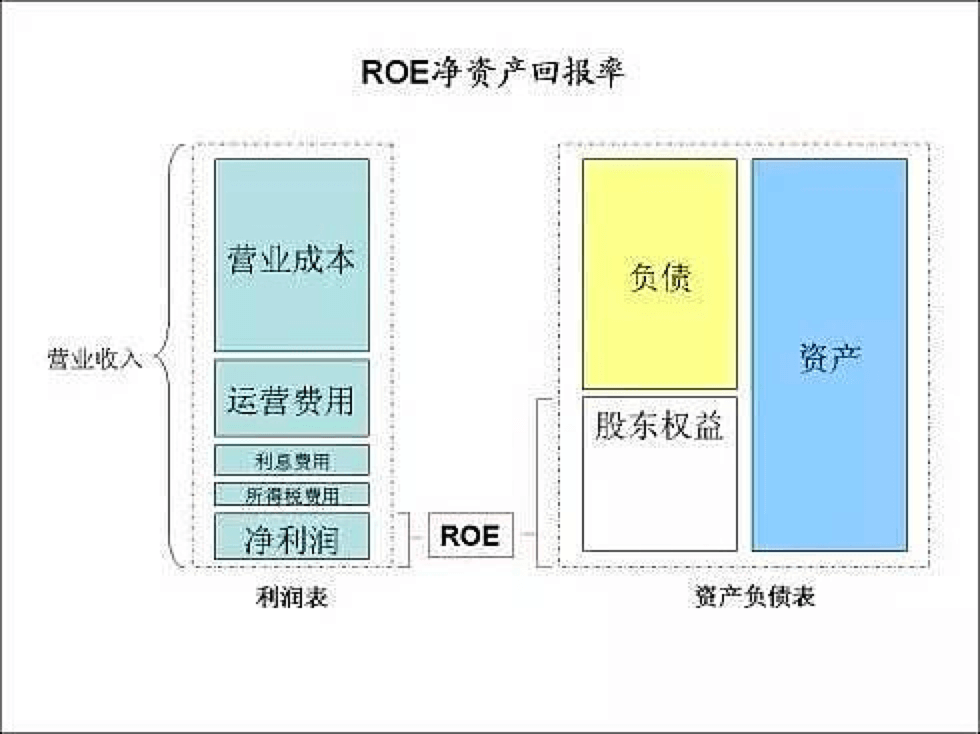 ROE净资产回报率
营业收入
营业成本
运营费用
利息费用
所得税费用
净利润
利润表
ROE
负债
股东权益
资产
资产负债表